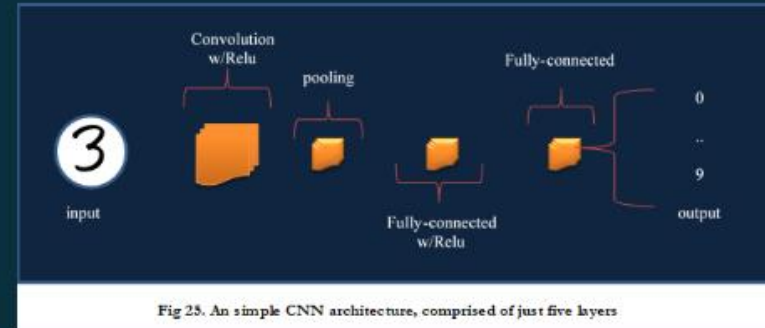 Convolution
w/Relu
pooling
Fully-connected
3
0
..
9
input
Fully-connected
w/Relu
output
Fig 25. An simple CNN architecture, comprised of just five layers